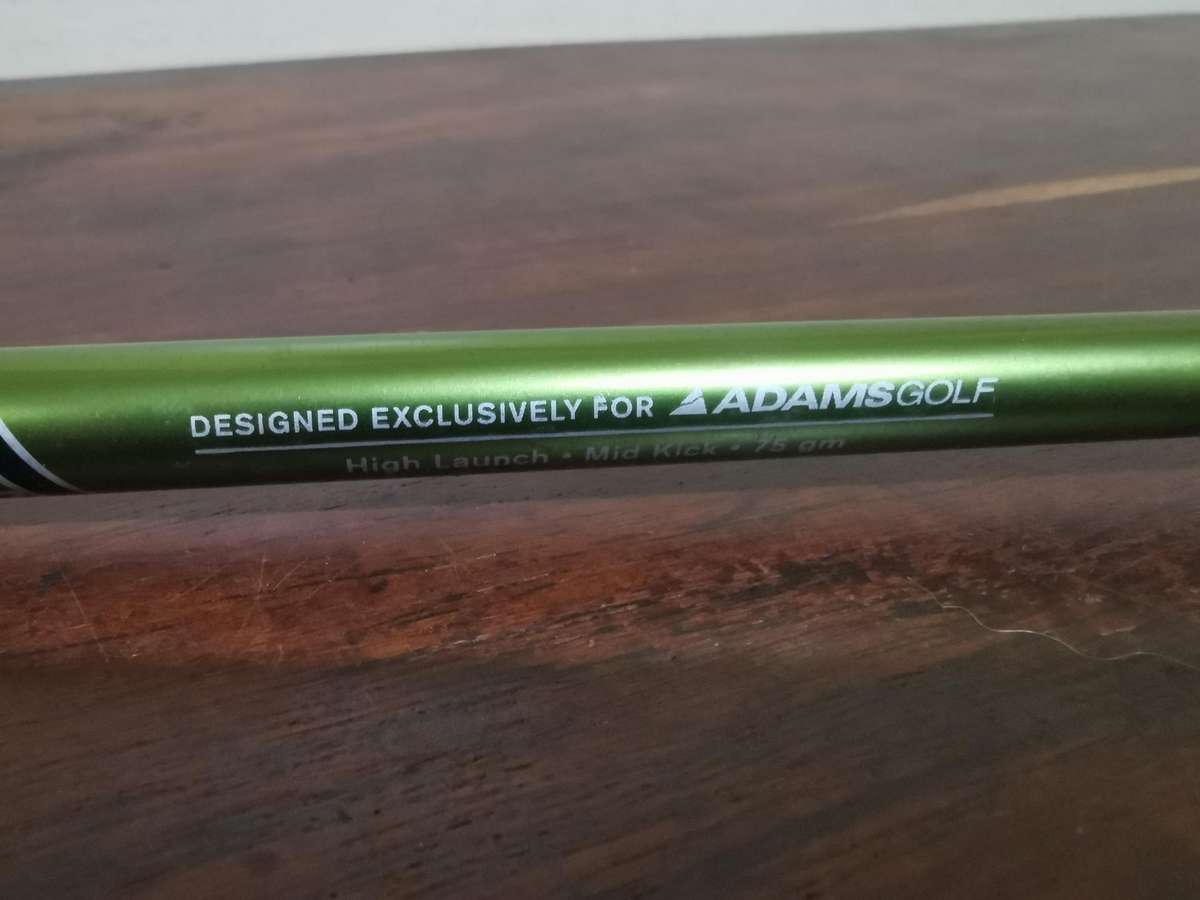 DESIGNED EXCLUSIVELY FOR ADAMSGOLF
High Launch • Mid Kick • 75 gm